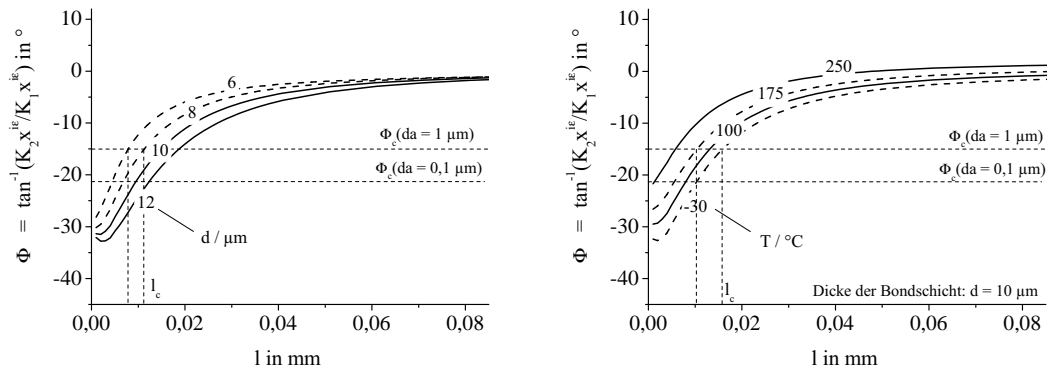 10
0
-10
-20
-30
-40
0,00
0,02
0,04
0,06
0,08
l in mm
Φ = tan⁻¹(K₂x^iε/K₁x^iε) in °
6
8
10
12
d / µm
l_c
Φ_c(da = 1 µm)
Φ_c(da = 0,1 µm)
10
0
-10
-20
-30
-40
0,00
0,02
0,04
0,06
0,08
l in mm
Φ = tan⁻¹(K₂x^iε/K₁x^iε) in °
250
175
100
-30
T / °C
l_c
Φ_c(da = 1 µm)
Φ_c(da = 0,1 µm)
Dicke der Bondschicht: d = 10 µm